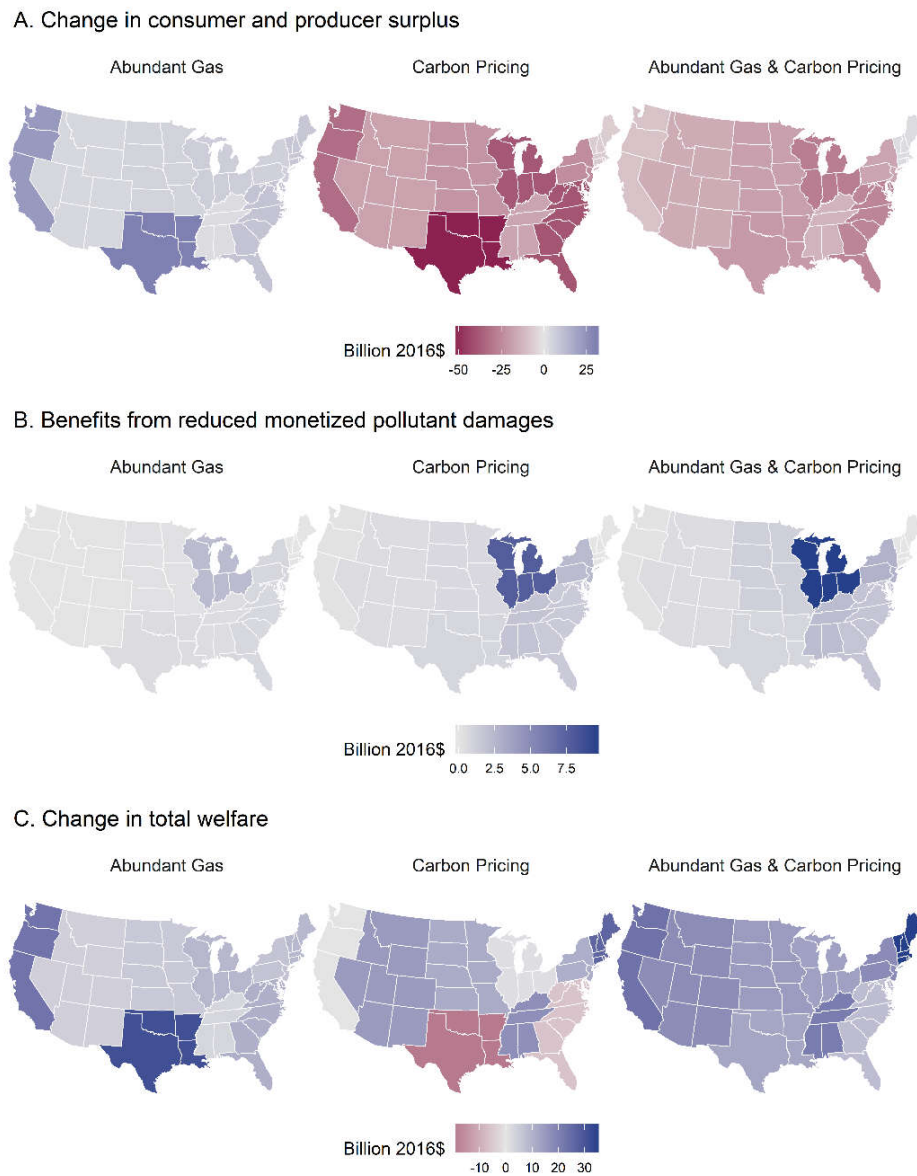 A. Change in consumer and producer surplus
Abundant Gas Carbon Pricing Abundant Gas & Carbon Pricing
Billion 2016$
-50 -25 0 25
B. Benefits from reduced monetized pollutant damages
Abundant Gas Carbon Pricing Abundant Gas & Carbon Pricing
Billion 2016$
0.0 2.5 5.0 7.5
C. Change in total welfare
Abundant Gas Carbon Pricing Abundant Gas & Carbon Pricing
Billion 2016$
-10 0 10 20 30